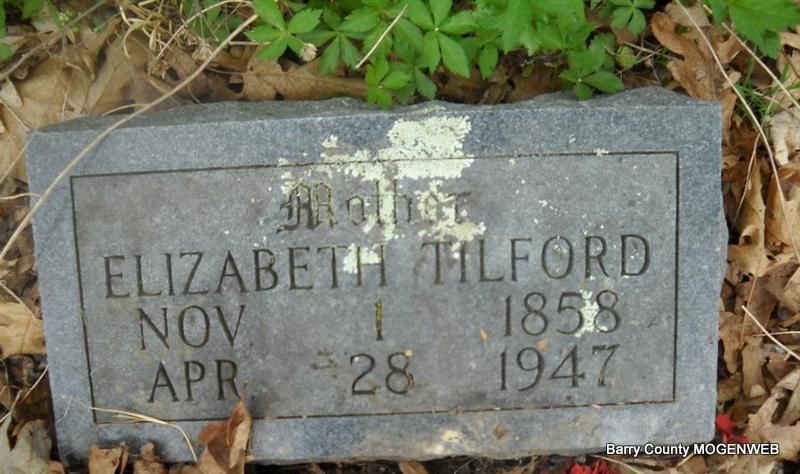 Mother
ELIZABETH TILFORD
NOV. 1 1858
APR. 28 1947
Barry County MOGENWEB